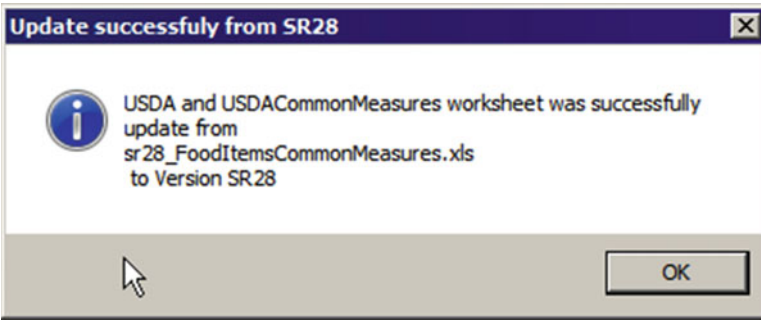 Update successfuly from SR28
USDA and USDACommonMeasures worksheet was successfully
update from
sr28_FoodItemsCommonMeasures.xls
to Version SR28
OK